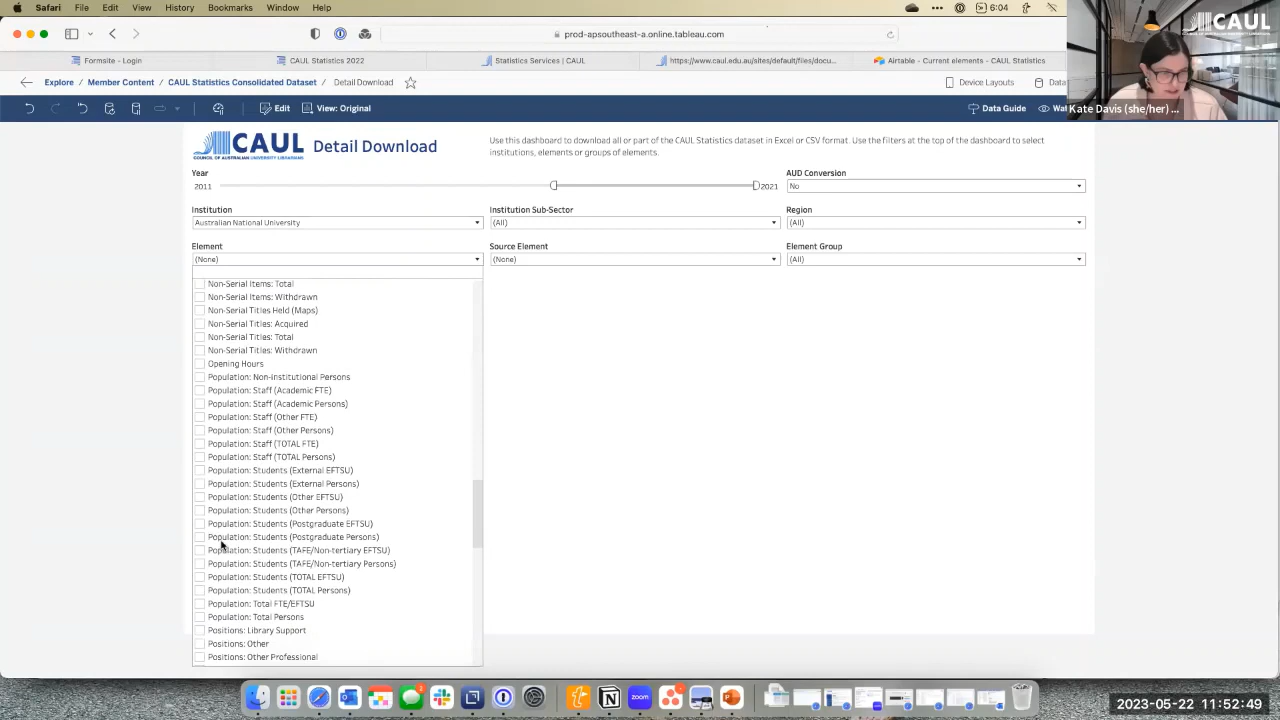 Safari File Edit View History Bookmarks Window Help
6:04
CAUL
COUNCIL OF AUSTRALIAN UNIVERSITY LIBRARIANS
prod-apsoutheast-a.online.tableau.com
Formsite - Login
CAUL Statistics 2022
Statistics Services | CAUL
https://www.caul.edu.au/sites/default/files/docu...
Airtable - Current elements - CAUL Statistics
Explore / Member Content / CAUL Statistics Consolidated Dataset / Detail Download
Device Layouts
Data
Edit
View: Original
Data Guide
Wat
Kate Davis (she/her) ...
CAUL
COUNCIL OF AUSTRALIAN UNIVERSITY LIBRARIANS
Detail Download
Use this dashboard to download all or part of the CAUL Statistics dataset in Excel or CSV format. Use the filters at the top of the dashboard to select
institutions, elements or groups of elements.
Year
2011
2021
AUD Conversion
No
Institution
Institution Sub-Sector
Region
Australian National University
(All)
(All)
Element
Source Element
Element Group
(None)
(None)
(All)
Non-Serial Items: Total
Non-Serial Items: Withdrawn
Non-Serial Titles Held (Maps)
Non-Serial Titles: Acquired
Non-Serial Titles: Total
Non-Serial Titles: Withdrawn
Opening Hours
Population: Non-institutional Persons
Population: Staff (Academic FTE)
Population: Staff (Academic Persons)
Population: Staff (Other FTE)
Population: Staff (Other Persons)
Population: Staff (TOTAL FTE)
Population: Staff (TOTAL Persons)
Population: Students (External EFTSU)
Population: Students (External Persons)
Population: Students (Other EFTSU)
Population: Students (Other Persons)
Population: Students (Postgraduate EFTSU)
Population: Students (Postgraduate Persons)
Population: Students (TAFE/Non-tertiary EFTSU)
Population: Students (TAFE/Non-tertiary Persons)
Population: Students (TOTAL EFTSU)
Population: Students (TOTAL Persons)
Population: Total FTE/EFTSU
Population: Total Persons
Positions: Library Support
Positions: Other
Positions: Other Professional
zoom
2023-05-22 11:52:49